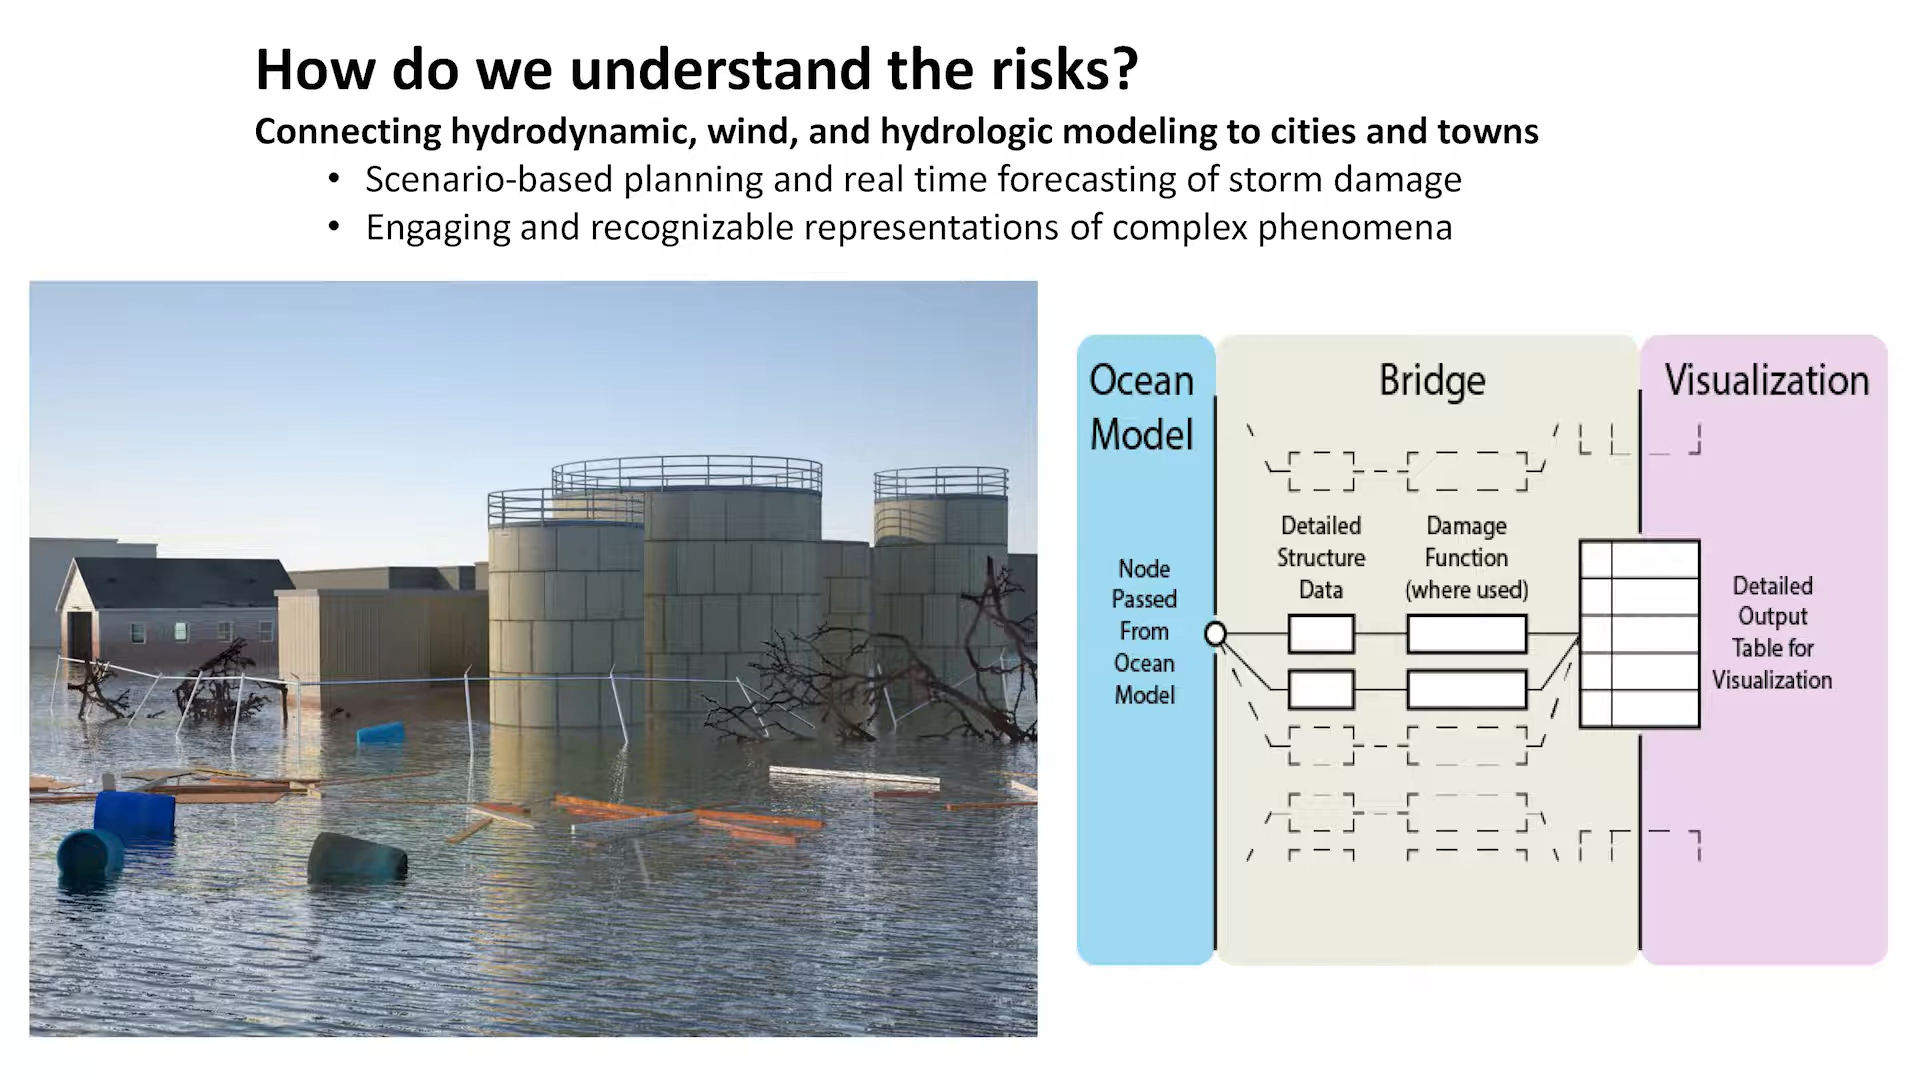 How do we understand the risks?
Connecting hydrodynamic, wind, and hydrologic modeling to cities and towns
• Scenario-based planning and real time forecasting of storm damage
• Engaging and recognizable representations of complex phenomena
Ocean
Model
Node
Passed
From
Ocean
Model
Bridge
Detailed
Structure
Data
Damage
Function
(where used)
Visualization
Detailed
Output
Table for
Visualization